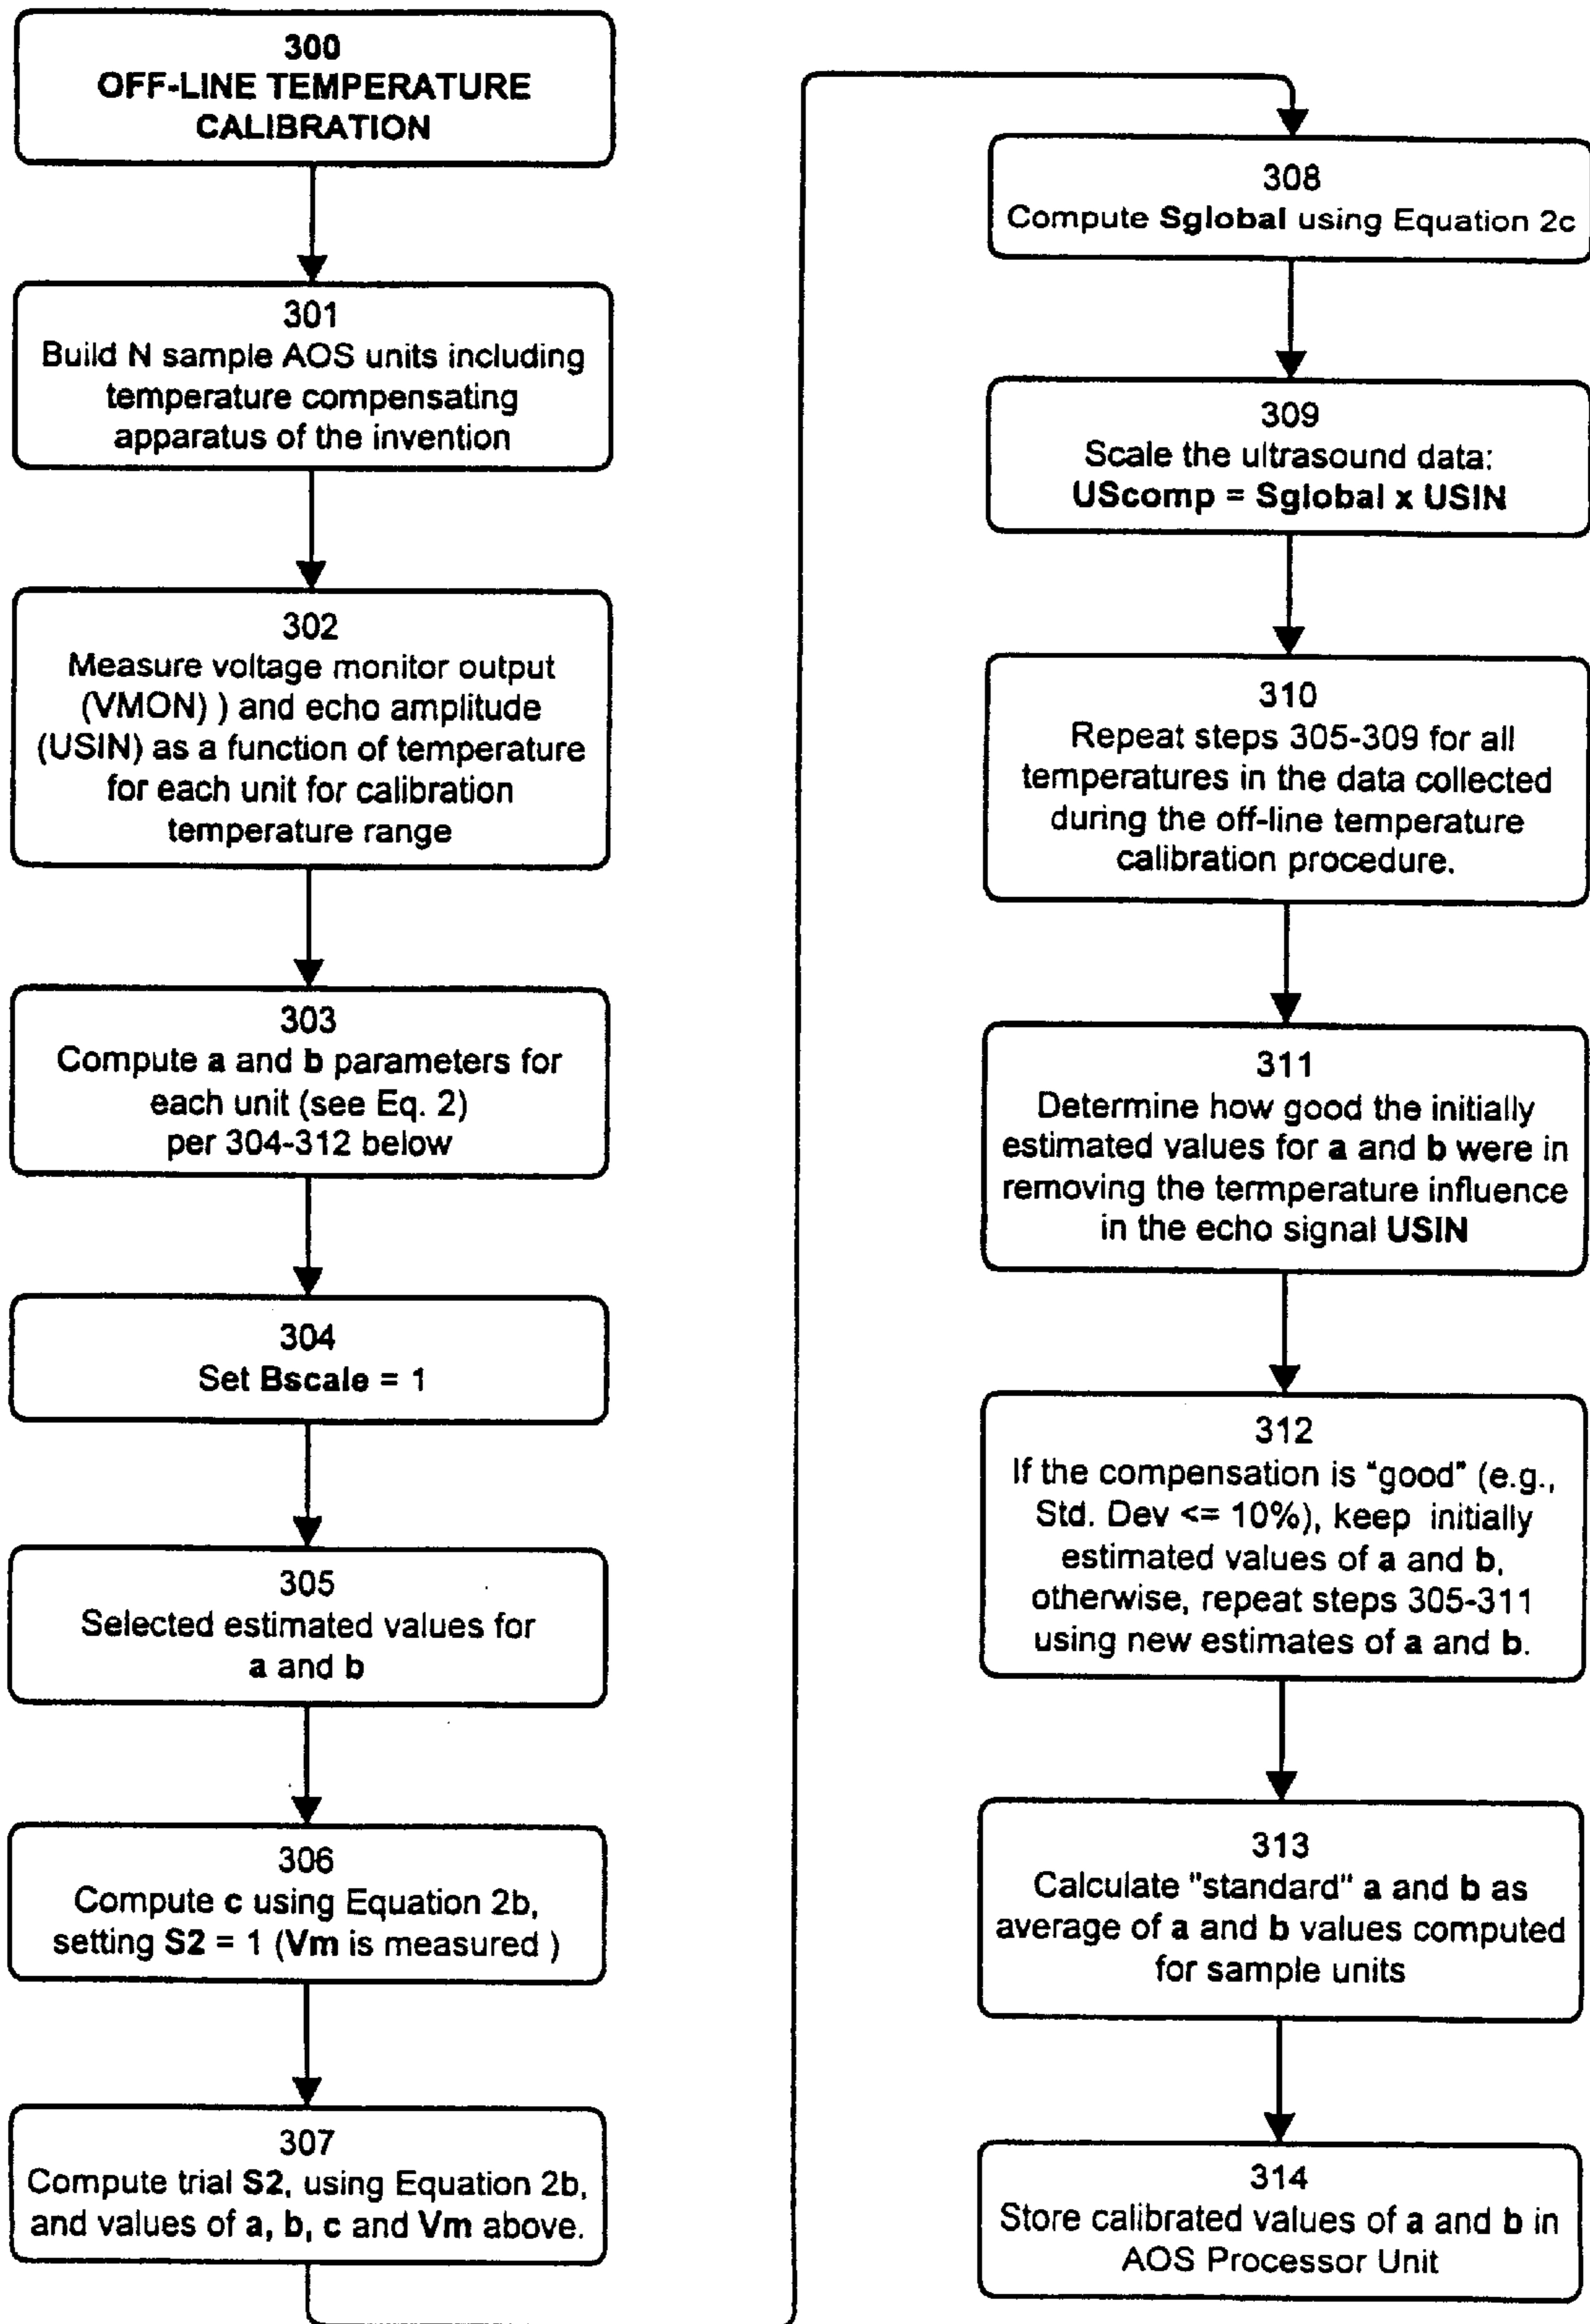 300
OFF-LINE TEMPERATURE
CALIBRATION
301
Build N sample AOS units including
temperature compensating
apparatus of the invention
302
Measure voltage monitor output
(VMON) ) and echo amplitude
(USIN) as a function of temperature
for each unit for calibration
temperature range
303
Compute a and b parameters for
each unit (see Eq. 2)
per 304-312 below
304
Set Bscale = 1
305
Selected estimated values for
a and b
306
Compute c using Equation 2b,
setting S2 = 1 (Vm is measured )
307
Compute trial S2, using Equation 2b,
and values of a, b, c and Vm above.
308
Compute Sglobal using Equation 2c
309
Scale the ultrasound data:
UScomp = Sglobal x USIN
310
Repeat steps 305-309 for all
temperatures in the data collected
during the off-line temperature
calibration procedure.
311
Determine how good the initially
estimated values for a and b were in
removing the termperature influence
in the echo signal USIN
312
If the compensation is "good" (e.g.,
Std. Dev <= 10%), keep initially
estimated values of a and b,
otherwise, repeat steps 305-311
using new estimates of a and b.
313
Calculate "standard" a and b as
average of a and b values computed
for sample units
314
Store calibrated values of a and b in
AOS Processor Unit